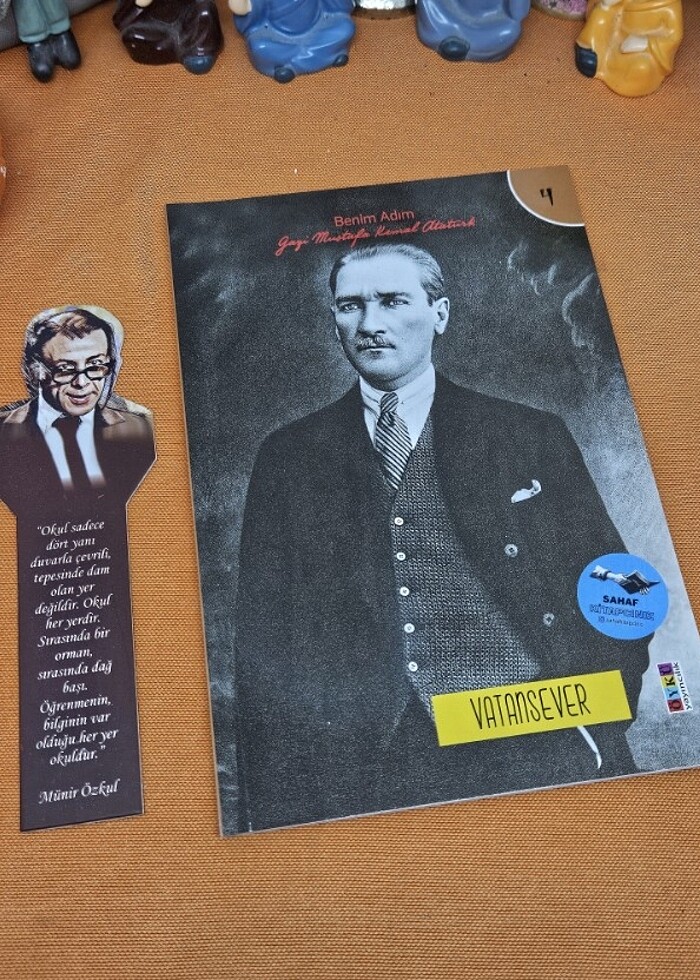 Benim Adım
Gazi Mustafa Kemal Atatürk
4
SAHAF
KİTAPCINIZ
VATANSEVER
ÖYKÜ
yayıncılık
"Okul sadece
dört yanı
duvarla çevrili,
tepesinde dam
olan yer
değildir. Okul
her yerdir.
Sırasında bir
orman,
sırasında dağ
başı.
Öğrenmenin,
bilginin var
olduğu her yer
okuldur."
Münir Özkul